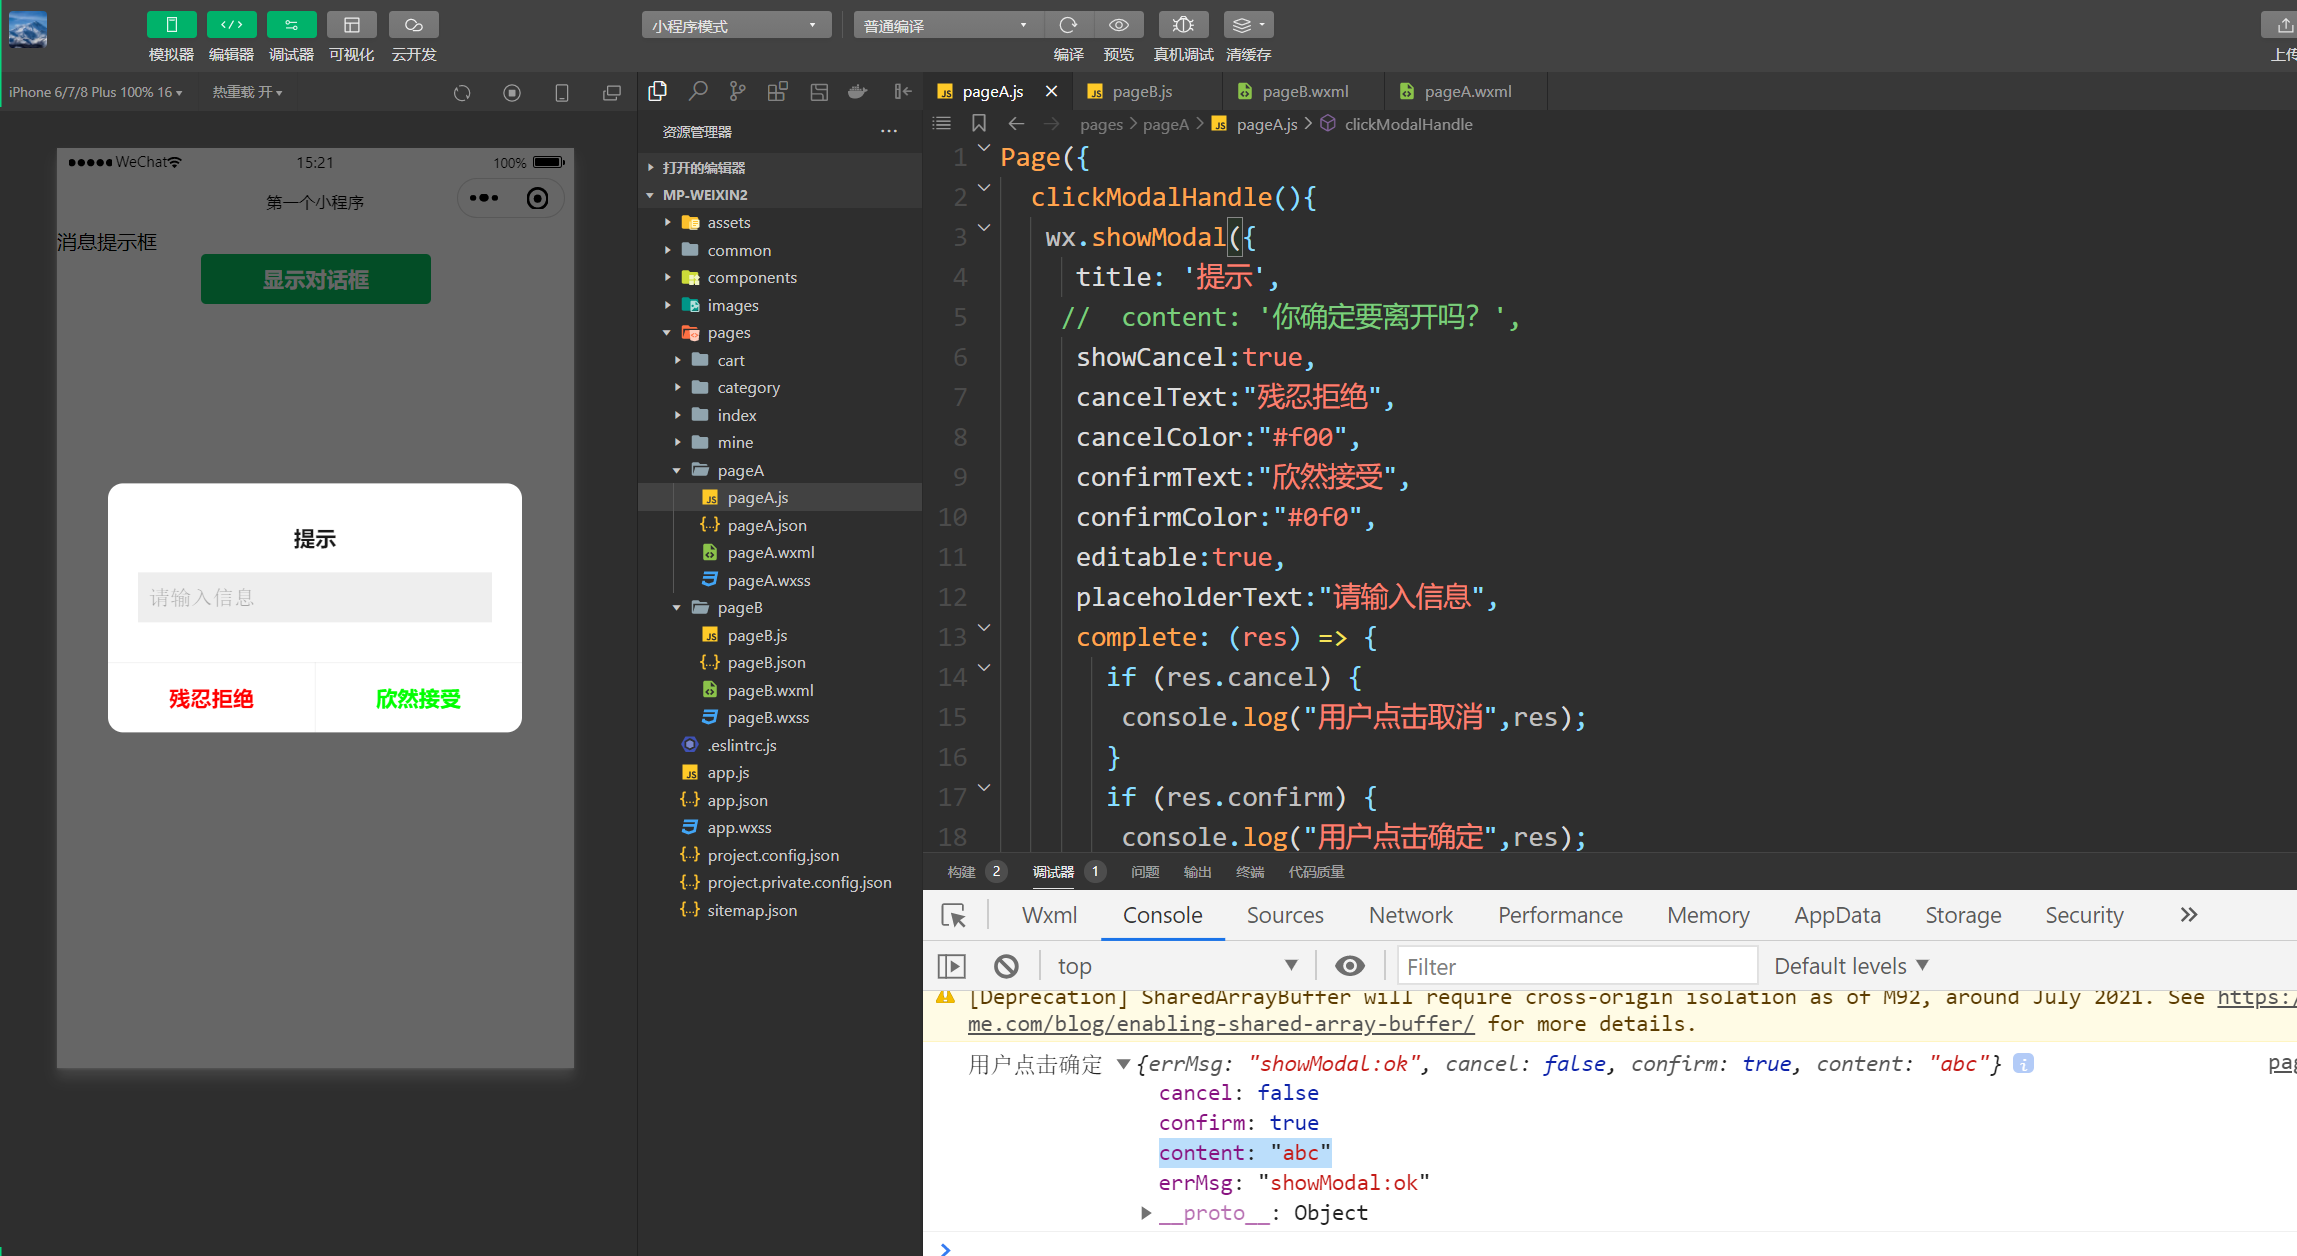 小程序模式
普通编译
模拟器 编辑器 调试器 可视化 云开发
编译 预览 真机调试 清缓存
上传
iPhone 6/7/8 Plus 100% 16
热重载 开
WeChat 15:21 100%
第一个小程序
消息提示框
显示对话框
提示
请输入信息
残忍拒绝 欣然接受
资源管理器
打开的编辑器
MP-WEIXIN2
assets
common
components
images
pages
cart
category
index
mine
pageA
pageA.js
pageA.json
pageA.wxml
pageA.wxss
pageB
pageB.js
pageB.json
pageB.wxml
pageB.wxss
.eslintrc.js
app.js
app.json
app.wxss
project.config.json
project.private.config.json
sitemap.json
pageA.js pageB.js pageB.wxml pageA.wxml
pages > pageA > pageA.js > clickModalHandle
1 Page({
2 clickModalHandle(){
3 wx.showModal({
4 title: '提示',
5 // content: '你确定要离开吗？',
6 showCancel:true,
7 cancelText:"残忍拒绝",
8 cancelColor:"#f00",
9 confirmText:"欣然接受",
10 confirmColor:"#0f0",
11 editable:true,
12 placeholderText:"请输入信息",
13 complete: (res) => {
14 if (res.cancel) {
15 console.log("用户点击取消",res);
16 }
17 if (res.confirm) {
18 console.log("用户点击确定",res);
构建 2 调试器 1 问题 输出 终端 代码质量
Wxml Console Sources Network Performance Memory AppData Storage Security
top Filter Default levels
[Deprecation] SharedArrayBuffer will require cross-origin isolation as of M92, around July 2021. See https:/
me.com/blog/enabling-shared-array-buffer/ for more details.
用户点击确定 {errMsg: "showModal:ok", cancel: false, confirm: true, content: "abc"} pag
cancel: false
confirm: true
content: "abc"
errMsg: "showModal:ok"
__proto__: Object